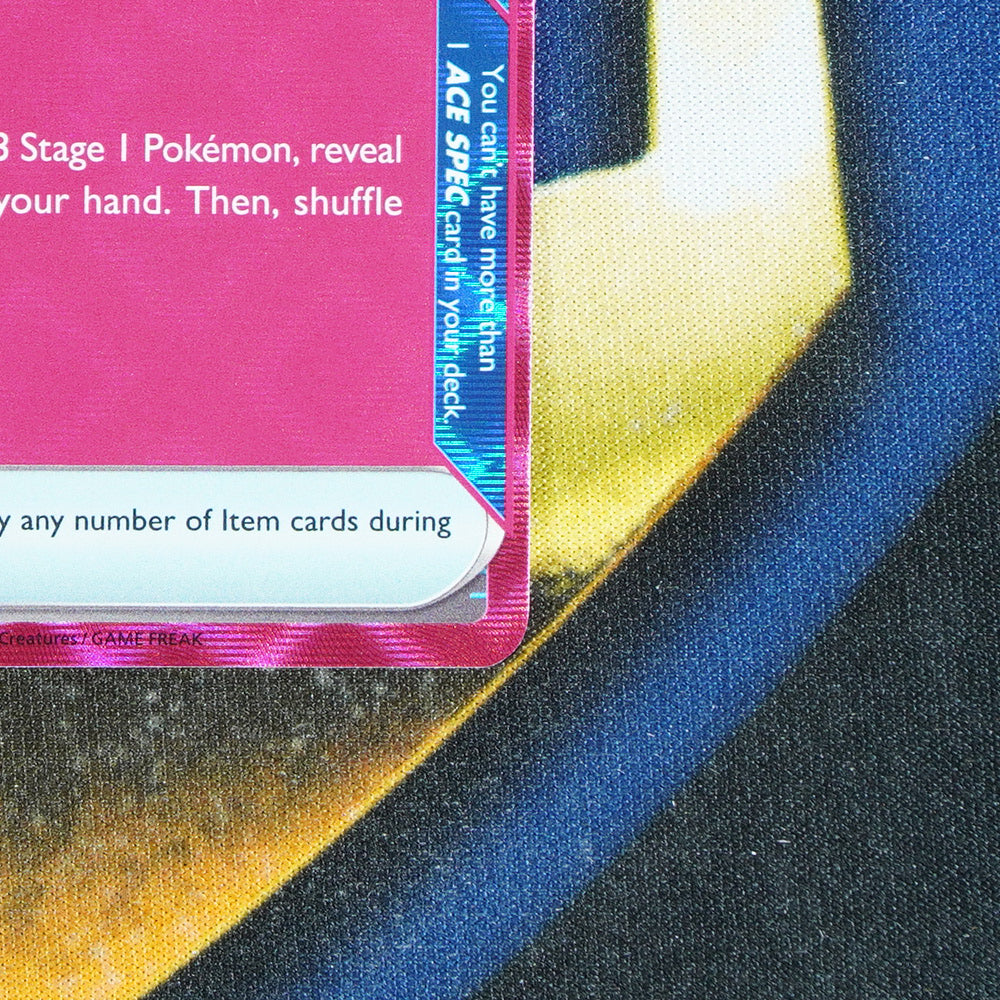 3 Stage 1 Pokémon, reveal
your hand. Then, shuffle
You can't have more than
1 ACE SPEC card in your deck.
y any number of Item cards during
Creatures / GAME FREAK